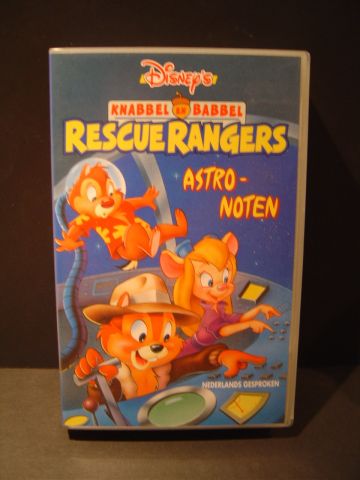 Disney's
KNABBEL EN BABBEL
RESCUE RANGERS
ASTRO-
NOTEN
NEDERLANDS GESPROKEN